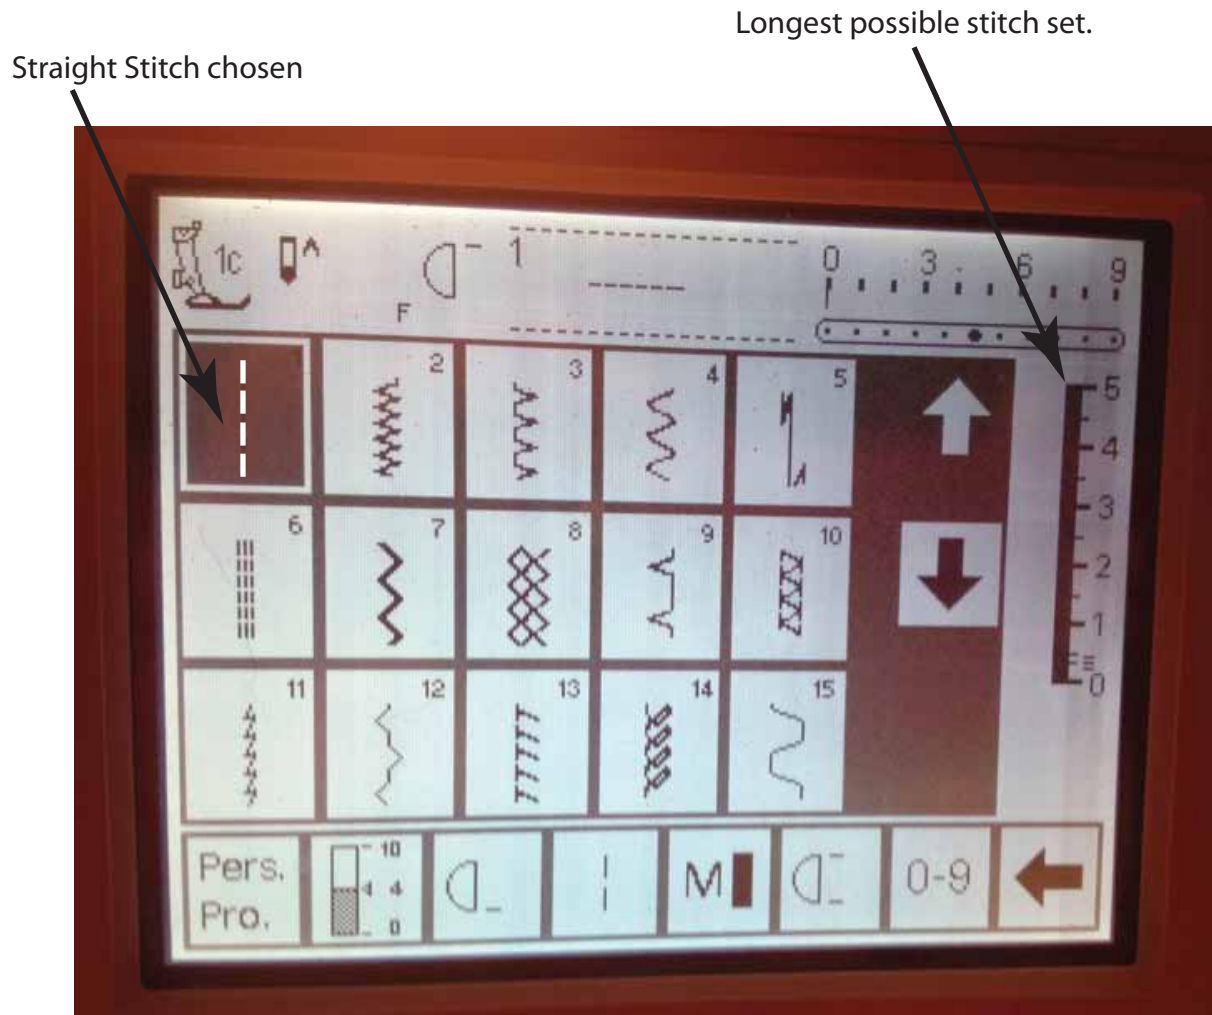 Longest possible stitch set.
Straight Stitch chosen
1c A F 1 0 3 6 9
2 3 4 5
6 7 8 9 10
11 12 13 14 15
5
4
3
2
1
F
0
Pers.
Pro.
10
4 4
0
M
0-9